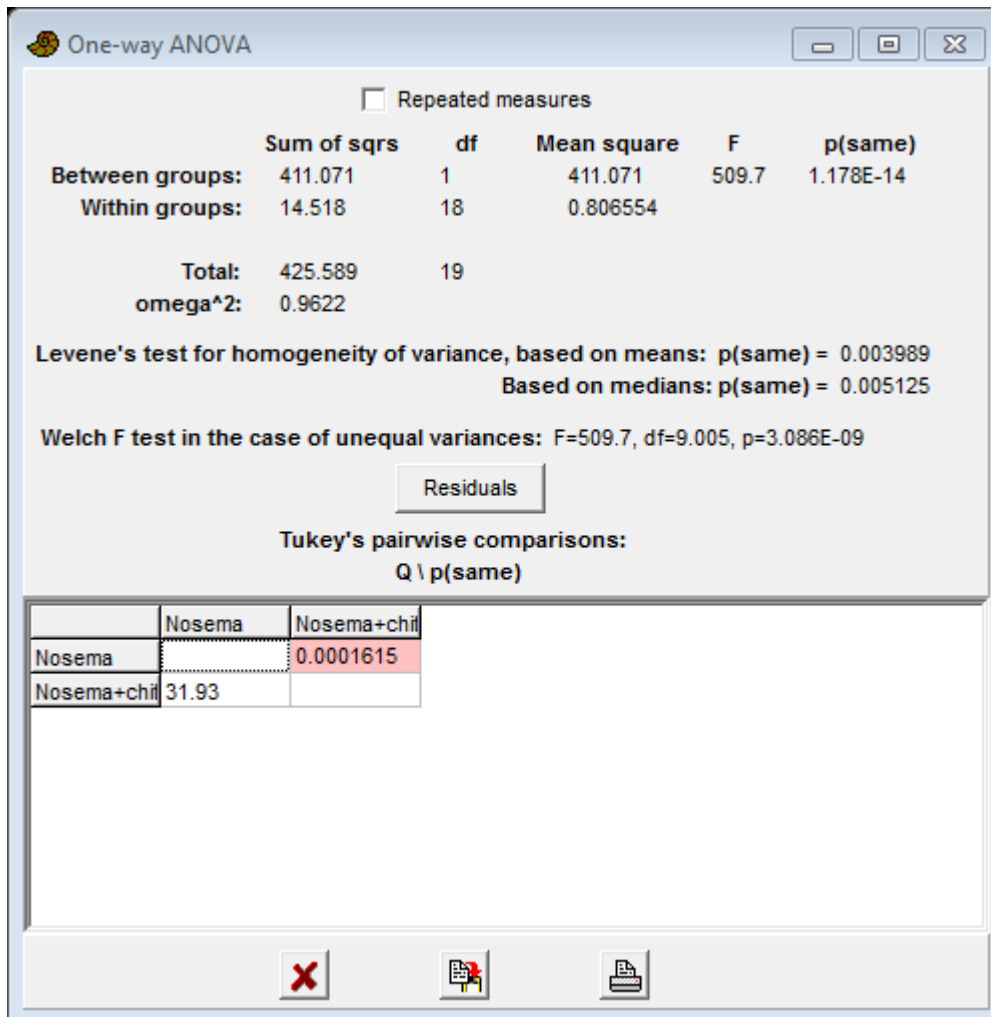 One-way ANOVA
Repeated measures
Sum of sqrs df Mean square F p(same)
Between groups: 411.071 1 411.071 509.7 1.178E-14
Within groups: 14.518 18 0.806554
Total: 425.589 19
omega^2: 0.9622
Levene's test for homogeneity of variance, based on means: p(same) = 0.003989
Based on medians: p(same) = 0.005125
Welch F test in the case of unequal variances: F=509.7, df=9.005, p=3.086E-09
Residuals
Tukey's pairwise comparisons:
Q \ p(same)
Nosema Nosema+chit
Nosema 0.0001615
Nosema+chit 31.93